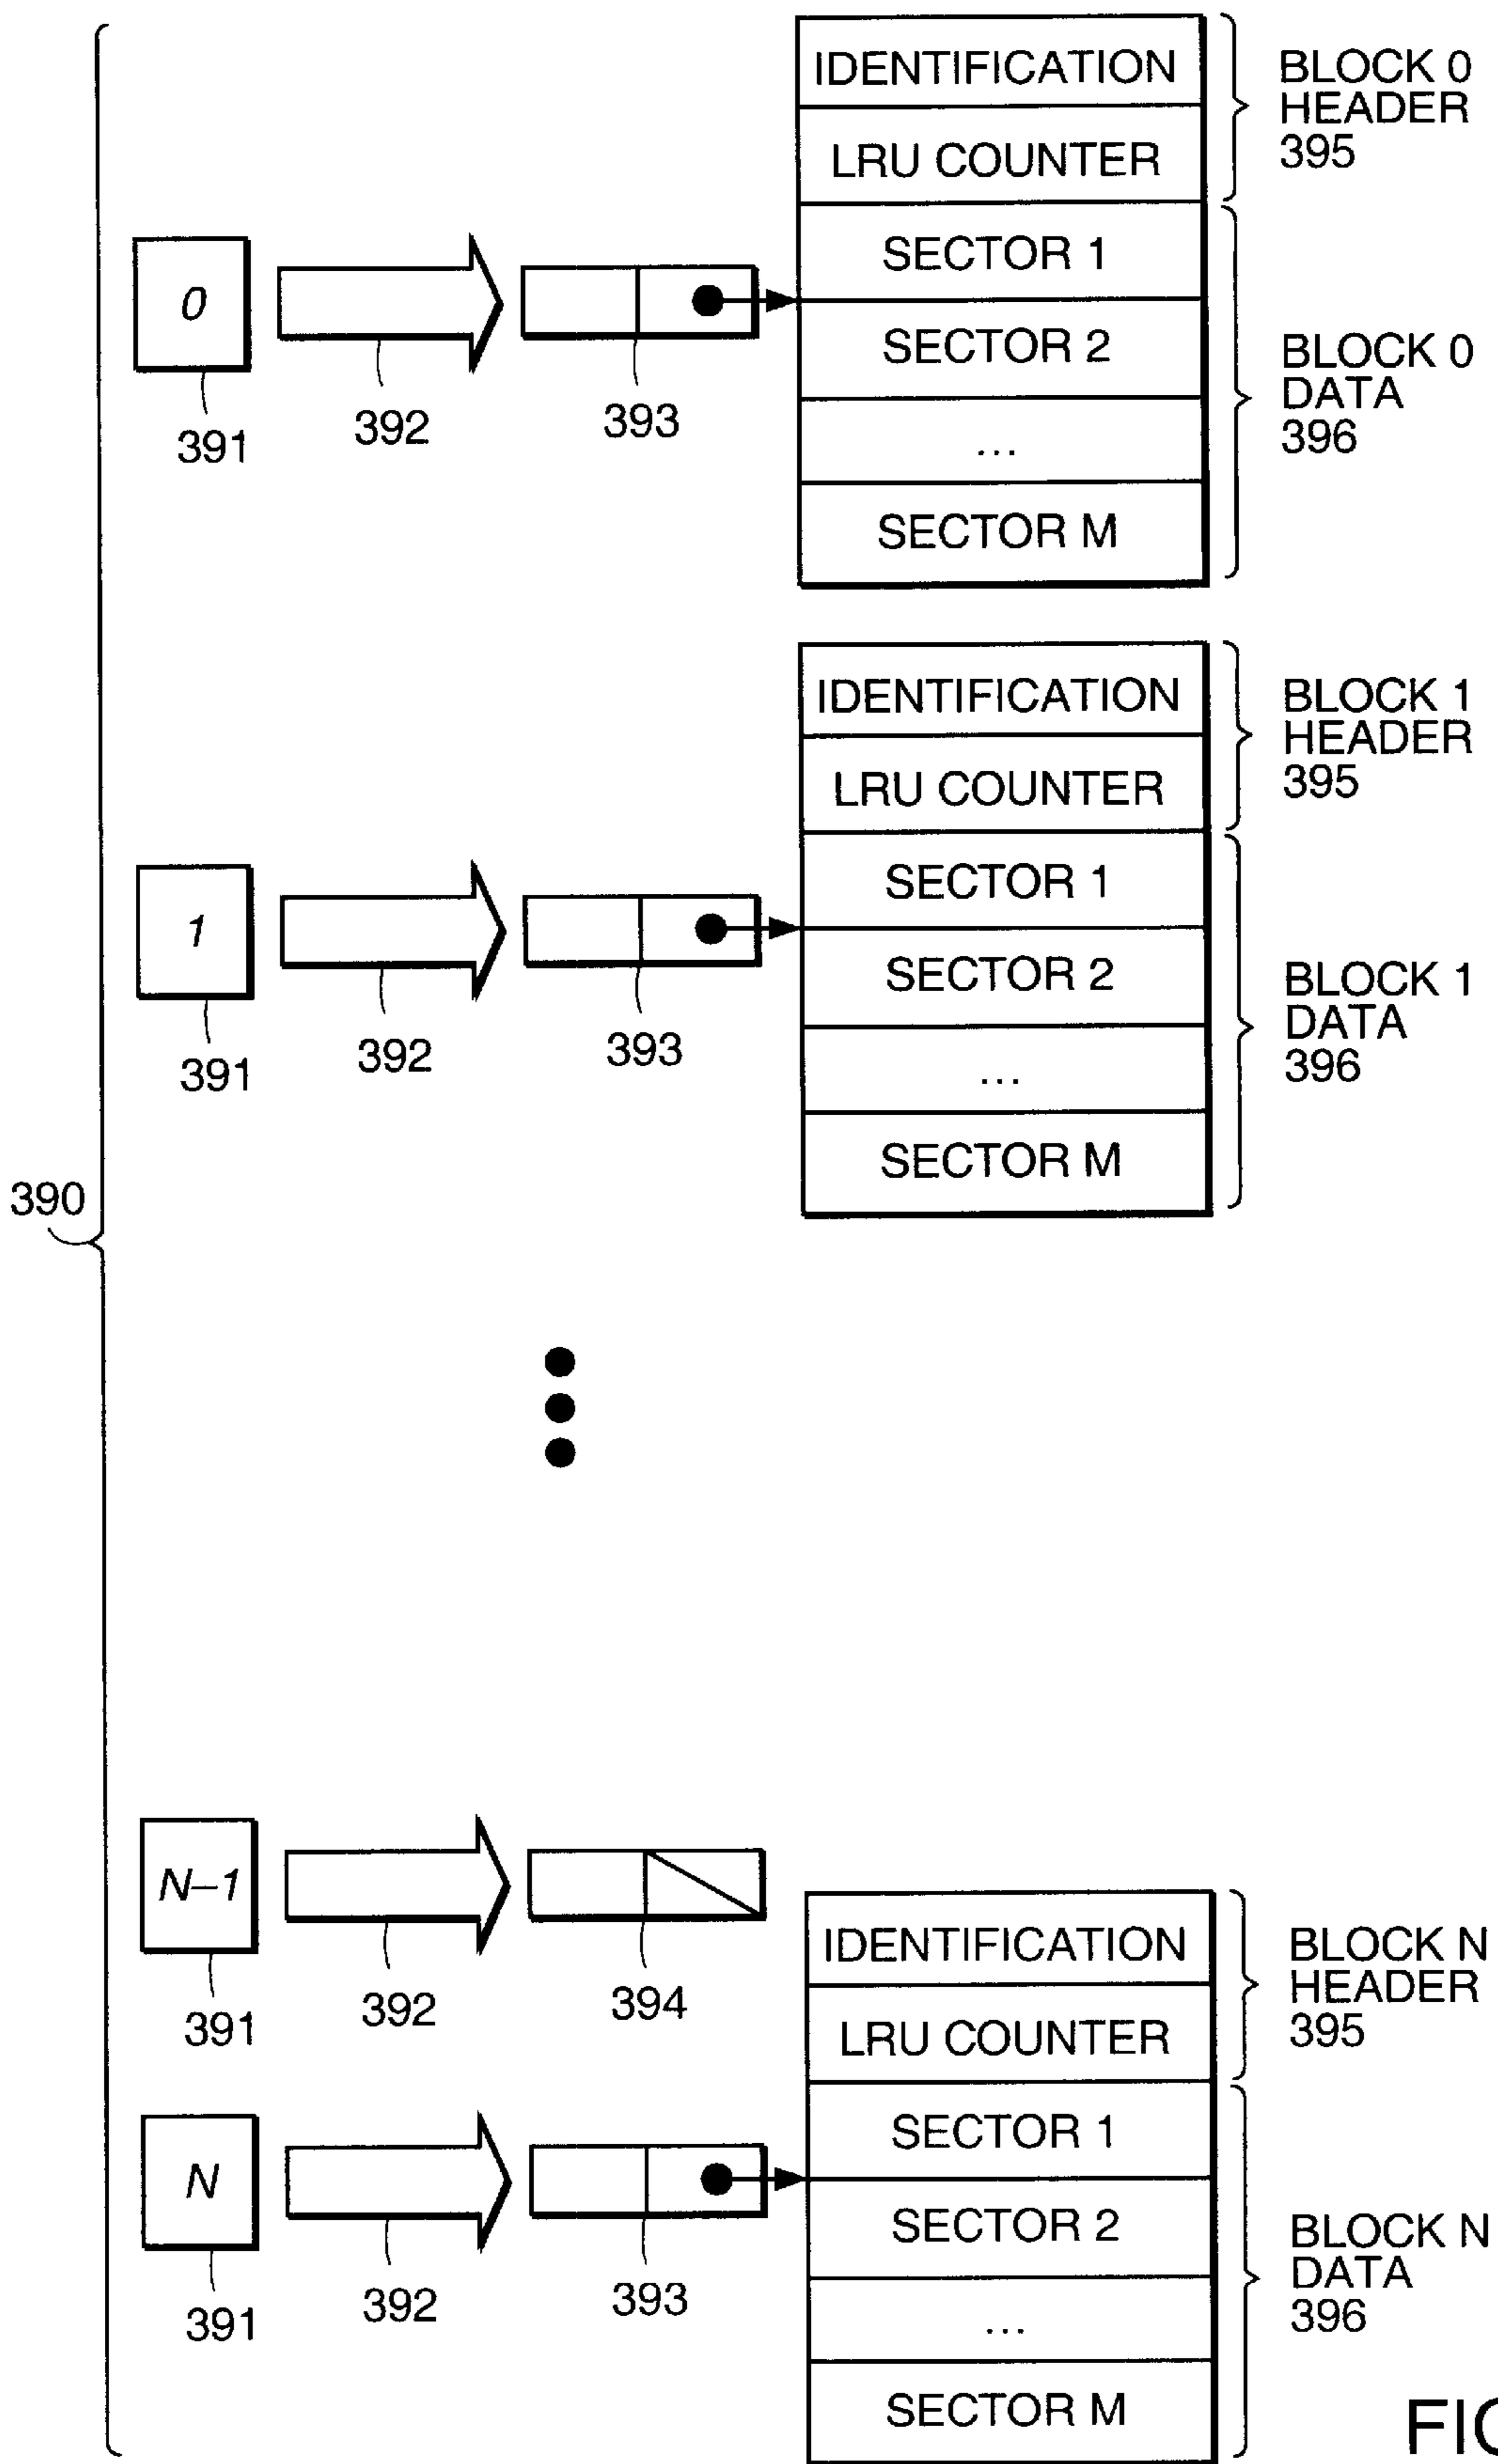 IDENTIFICATION
LRU COUNTER
SECTOR 1
SECTOR 2
...
SECTOR M
BLOCK 0
HEADER
395
BLOCK 0
DATA
396
0
391
392
393
IDENTIFICATION
LRU COUNTER
SECTOR 1
SECTOR 2
...
SECTOR M
BLOCK 1
HEADER
395
BLOCK 1
DATA
396
1
391
392
393
390
N–1
391
392
394
IDENTIFICATION
LRU COUNTER
SECTOR 1
SECTOR 2
...
SECTOR M
BLOCK N
HEADER
395
BLOCK N
DATA
396
N
391
392
393